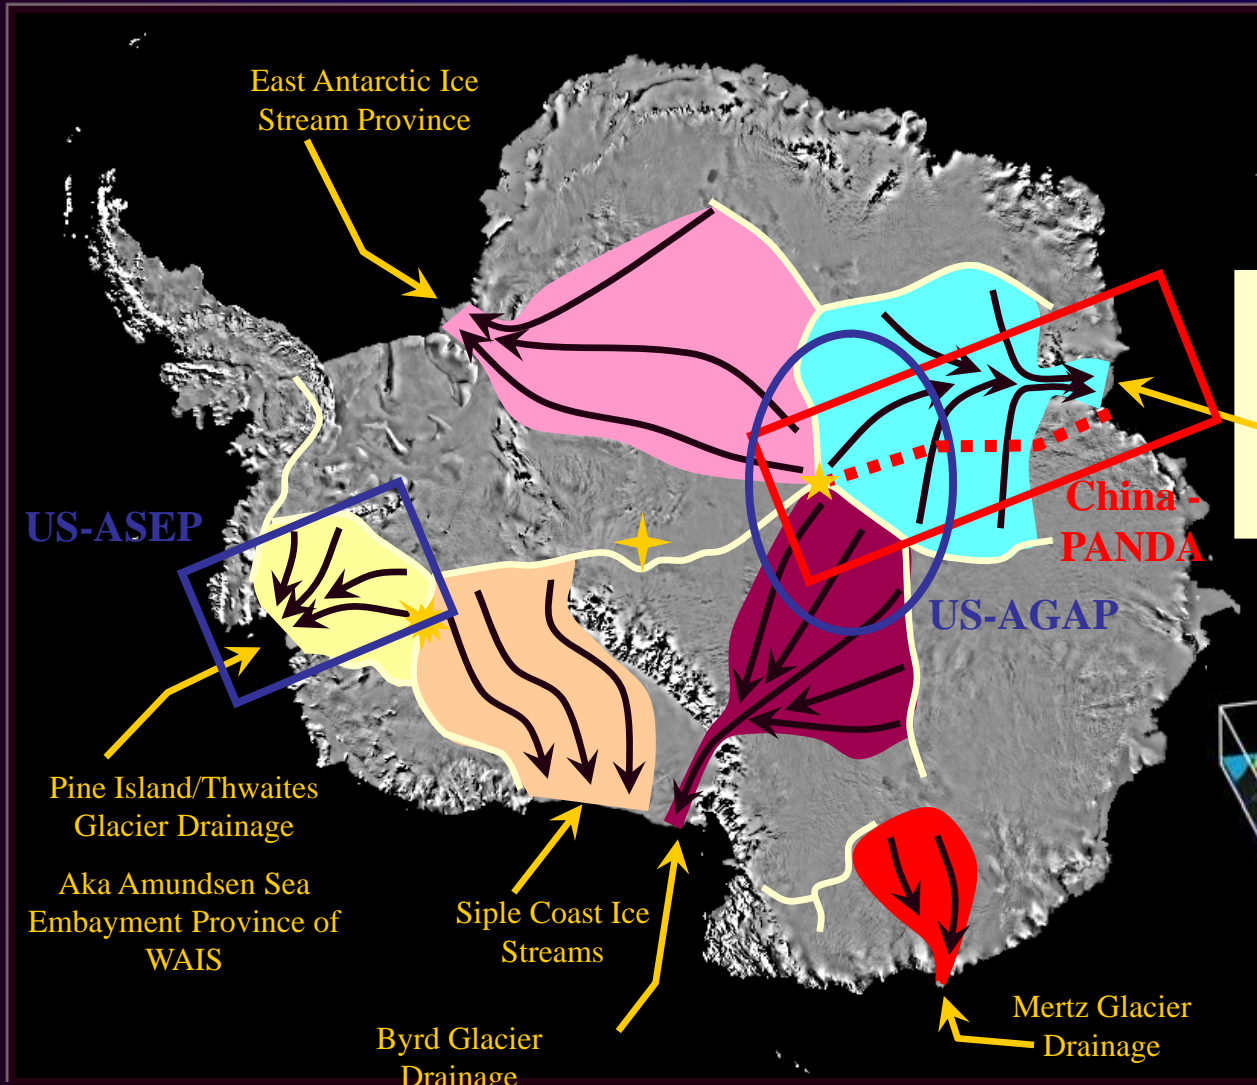 East Antarctic Ice
Stream Province
US-ASEP
China -
PANDA
US-AGAP
Pine Island/Thwaites
Glacier Drainage
Aka Amundsen Sea
Embayment Province of
WAIS
Siple Coast Ice
Streams
Byrd Glacier
Drainage
Mertz Glacier
Drainage